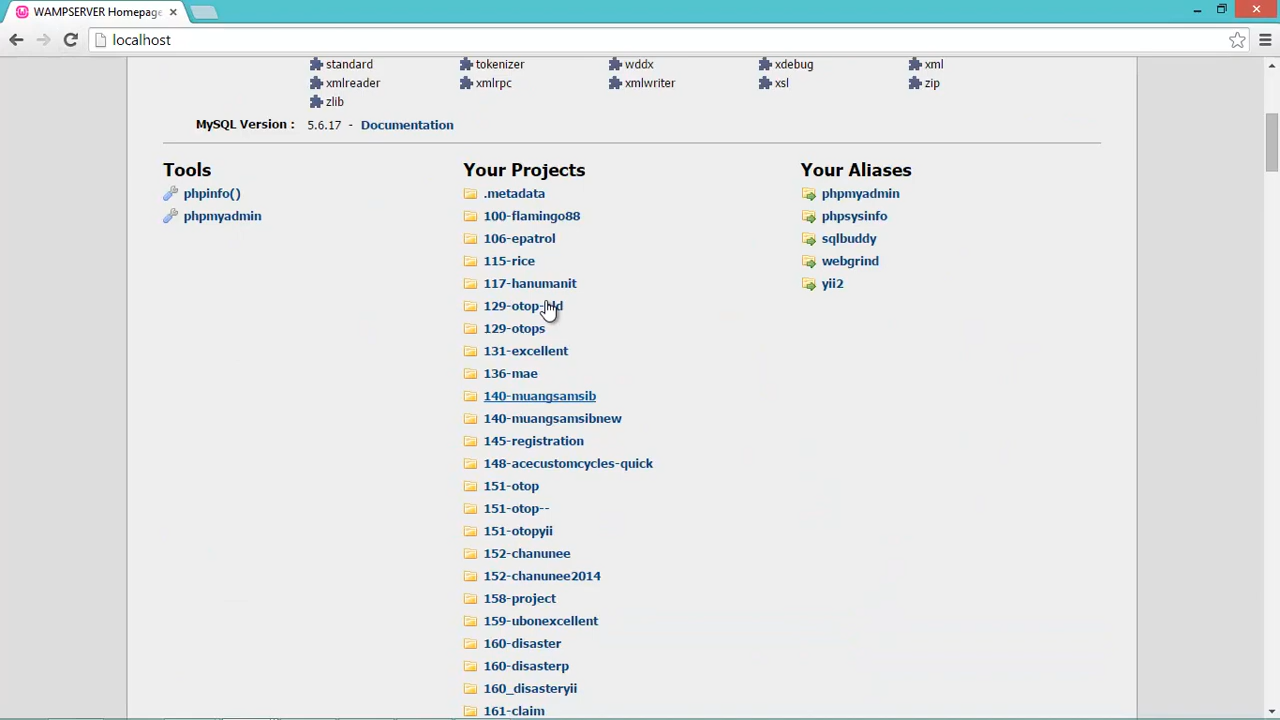 WAMPSERVER Homepage
localhost
standard tokenizer wddx xdebug xml
xmlreader xmlrpc xmlwriter xsl zip
zlib
MySQL Version : 5.6.17 - Documentation
Tools
phpinfo()
phpmyadmin
Your Projects
.metadata
100-flamingo88
106-epatrol
115-rice
117-hanumanit
129-otops
131-excellent
136-mae
140-muangsamsib
140-muangsamsibnew
145-registration
148-acecustomcycles-quick
151-otop
151-otop--
151-otopyii
152-chanunee
152-chanunee2014
158-project
159-ubonexcellent
160-disaster
160-disasterp
160_disasteryii
161-claim
Your Aliases
phpmyadmin
phpsysinfo
sqlbuddy
webgrind
yii2